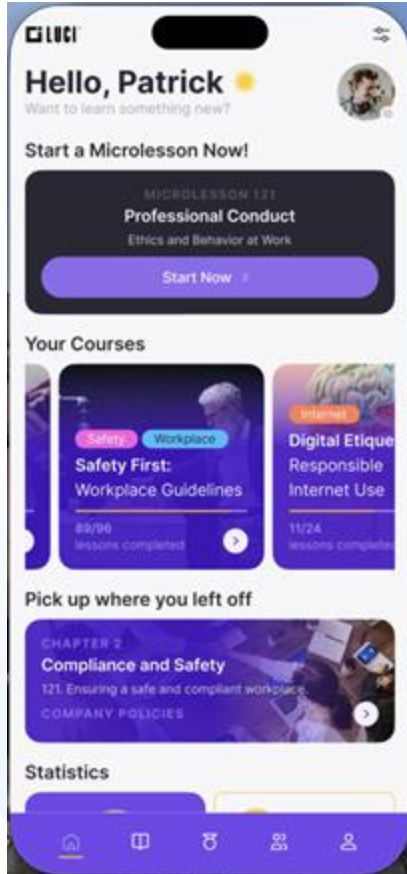 LUCI
Hello, Patrick
Want to learn something new?
Start a Microlesson Now!
MICROLESSON 121
Professional Conduct
Ethics and Behavior at Work
Start Now
Your Courses
Safety Workplace
Safety First:
Workplace Guidelines
89/96
lessons completed
Internet
Digital Etique
Responsible
Internet Use
11/24
lessons complete
Pick up where you left off
CHAPTER 2
Compliance and Safety
121. Ensuring a safe and compliant workplace.
COMPANY POLICIES
Statistics